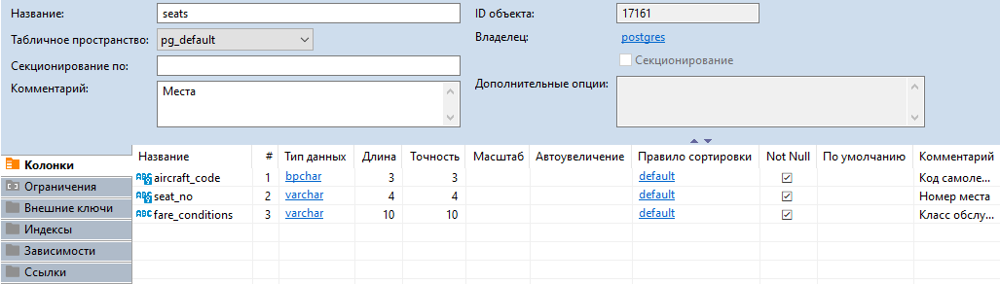 Название: seats ID объекта: 17161
Табличное пространство: pg_default Владелец: postgres
Секционирование по: Секционирование
Комментарий: Места Дополнительные опции:
Колонки Название # Тип данных Длина Точность Масштаб Автоувеличение Правило сортировки Not Null По умолчанию Комментарий
Ограничения ABC aircraft_code 1 bpchar 3 3 default Код самоле...
Внешние ключи ABC seat_no 2 varchar 4 4 default Номер места
Индексы ABC fare_conditions 3 varchar 10 10 default Класс обслу...
Зависимости
Ссылки